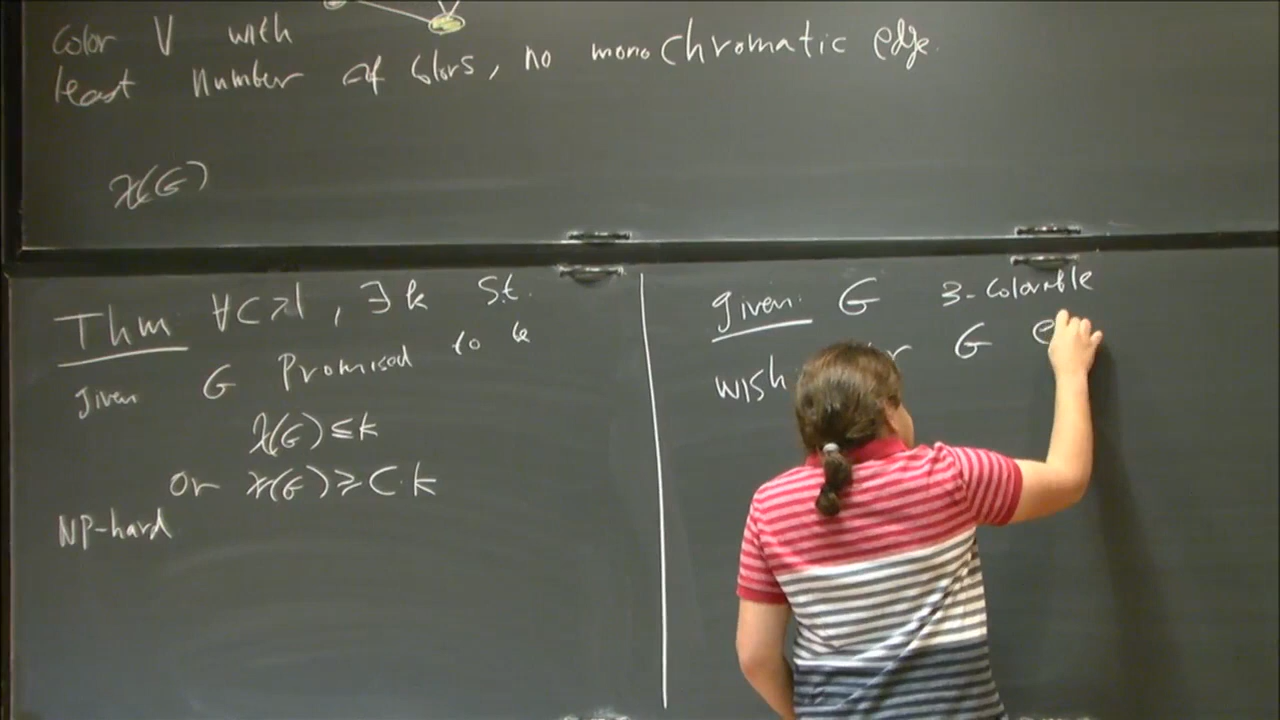 Color V with
least number of Colors, no monochromatic edge.
χ(G)
Thm ∀C>1, ∃k s.t.
given G Promised to be
χ(G) ≤ k
or χ(G) ≥ C·k
NP-hard
given: G 3-Colorable
wish G